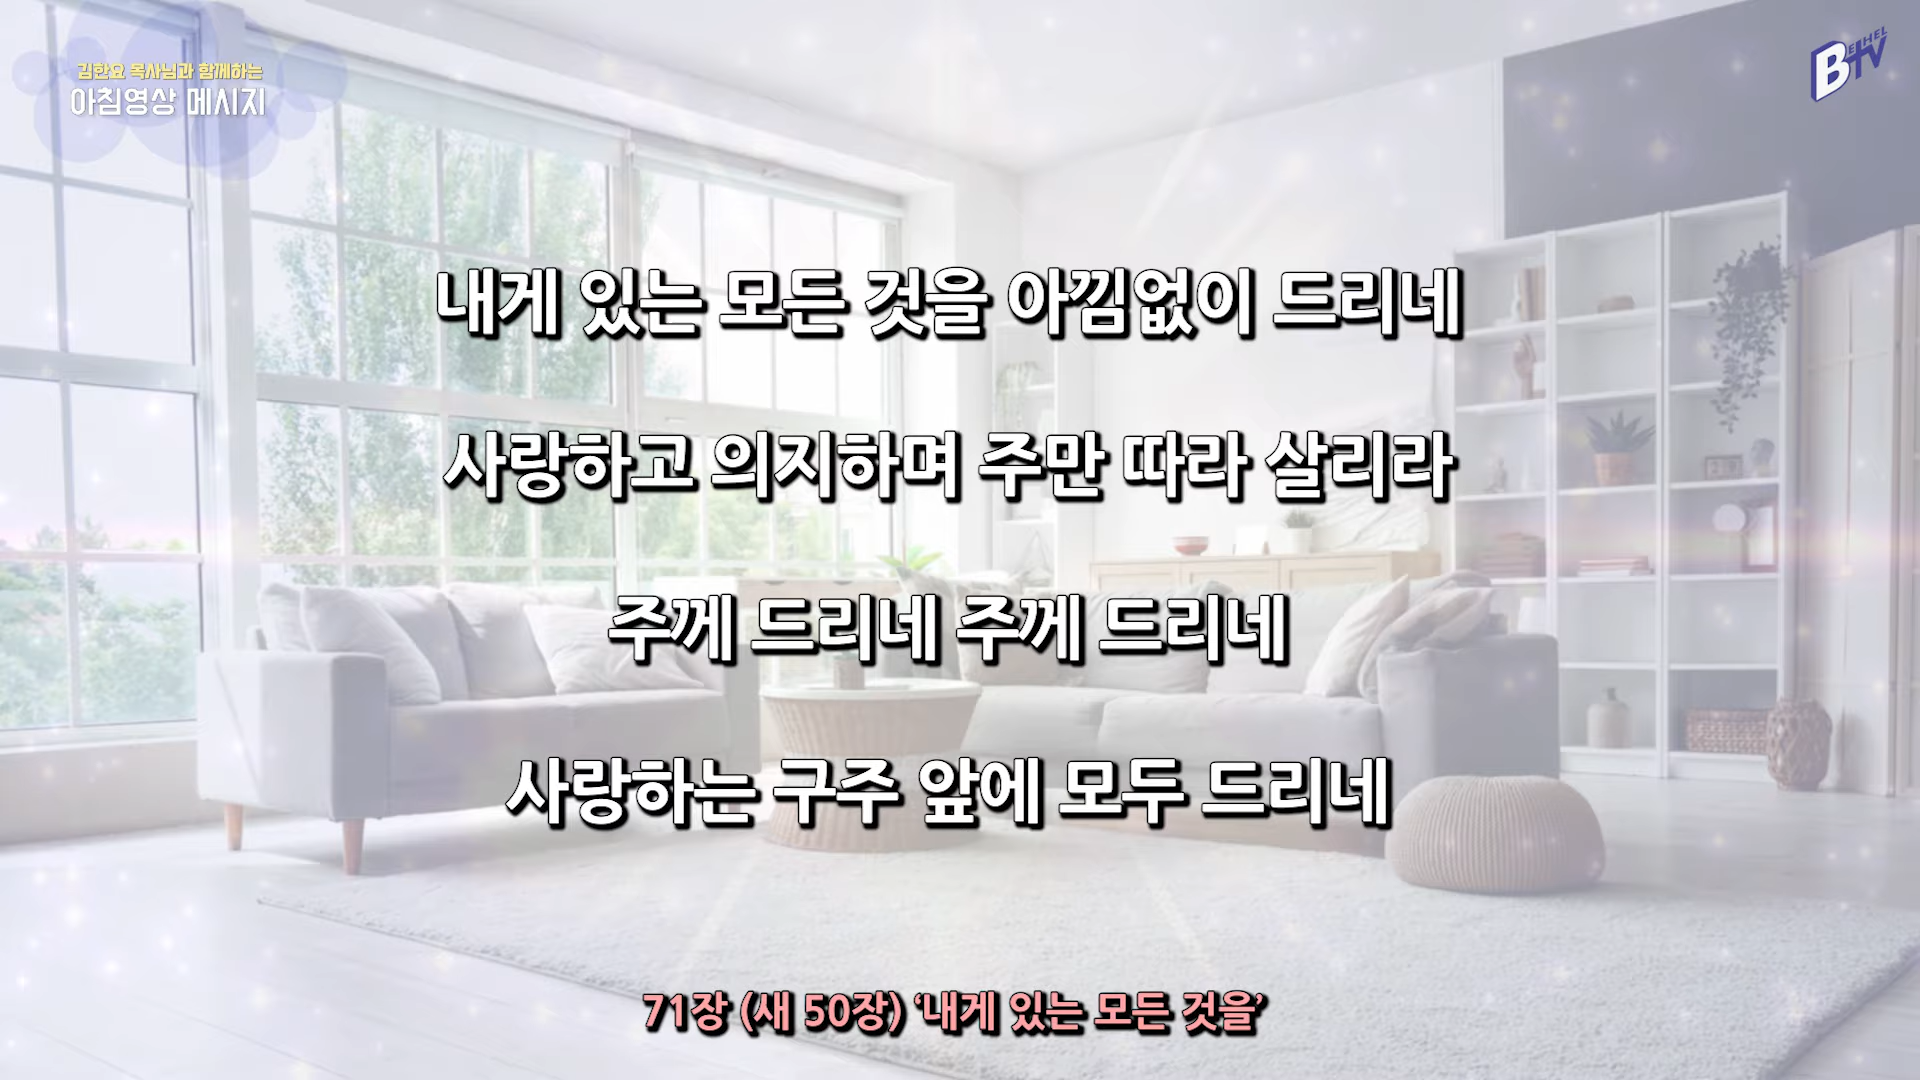 김한요 목사님과 함께하는
아침영상 메시지
BETHEL TV
내게 있는 모든 것을 아낌없이 드리네
사랑하고 의지하며 주만 따라 살리라
주께 드리네 주께 드리네
사랑하는 구주 앞에 모두 드리네
71장 (새 50장) ‘내게 있는 모든 것을’